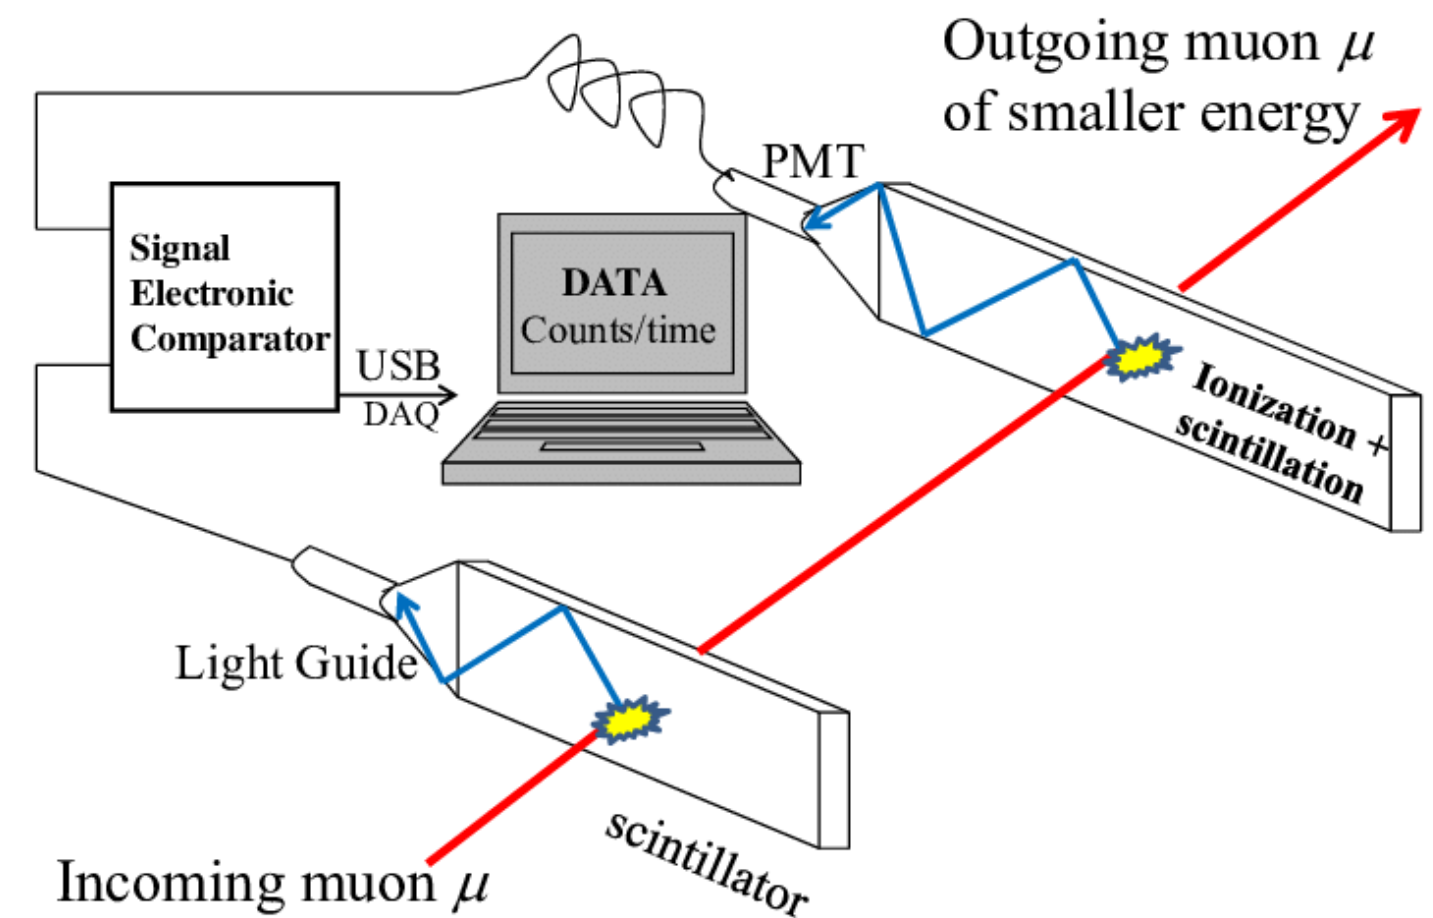 Outgoing muon μ
of smaller energy
PMT
Signal
Electronic
Comparator
DATA
Counts/time
USB
DAQ
Ionization +
scintillation
Light Guide
scintillator
Incoming muon μ